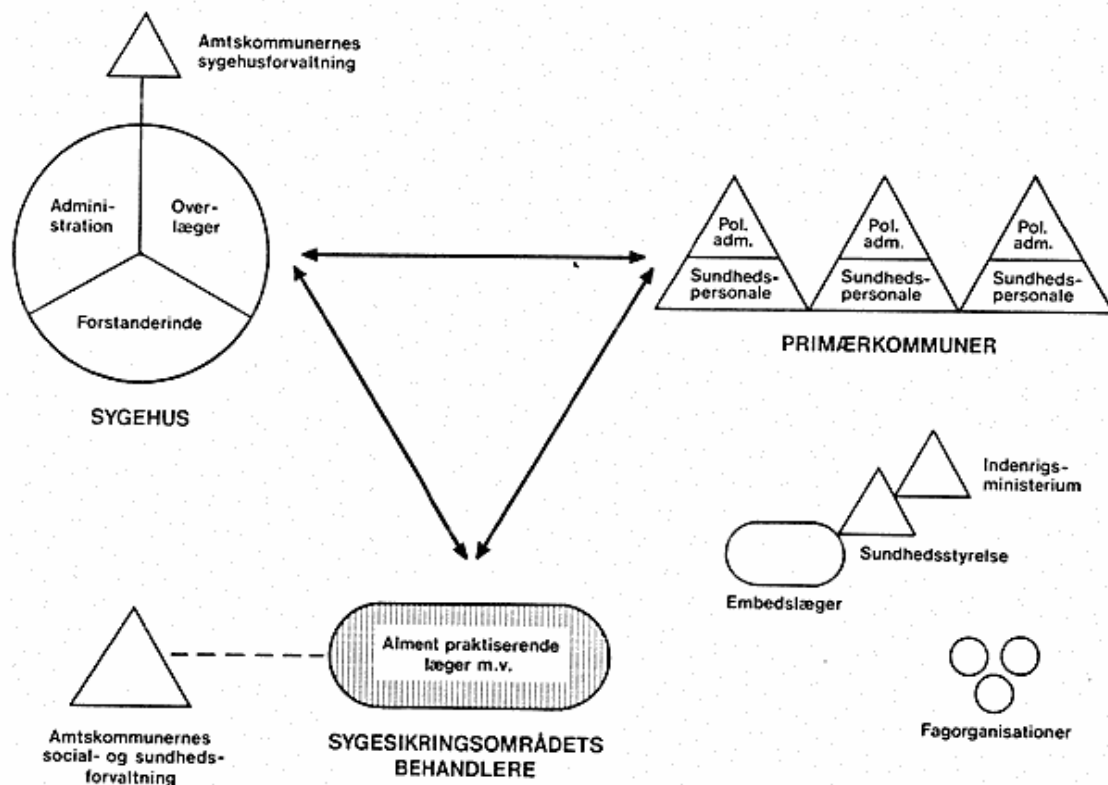 Amtskommunernes
sygehusforvaltning
Admini-
stration
Over-
læger
Forstanderinde
SYGEHUS
Pol.
adm.
Sundheds-
personale
Pol.
adm.
Sundheds-
personale
Pol.
adm.
Sundheds-
personale
PRIMÆRKOMMUNER
Indenrigs-
ministerium
Sundhedsstyrelse
Embedslæger
Alment praktiserende
læger m.v.
Amtskommunernes
social- og sundheds-
forvaltning
SYGESIKRINGSOMRÅDETS
BEHANDLERE
Fagorganisationer